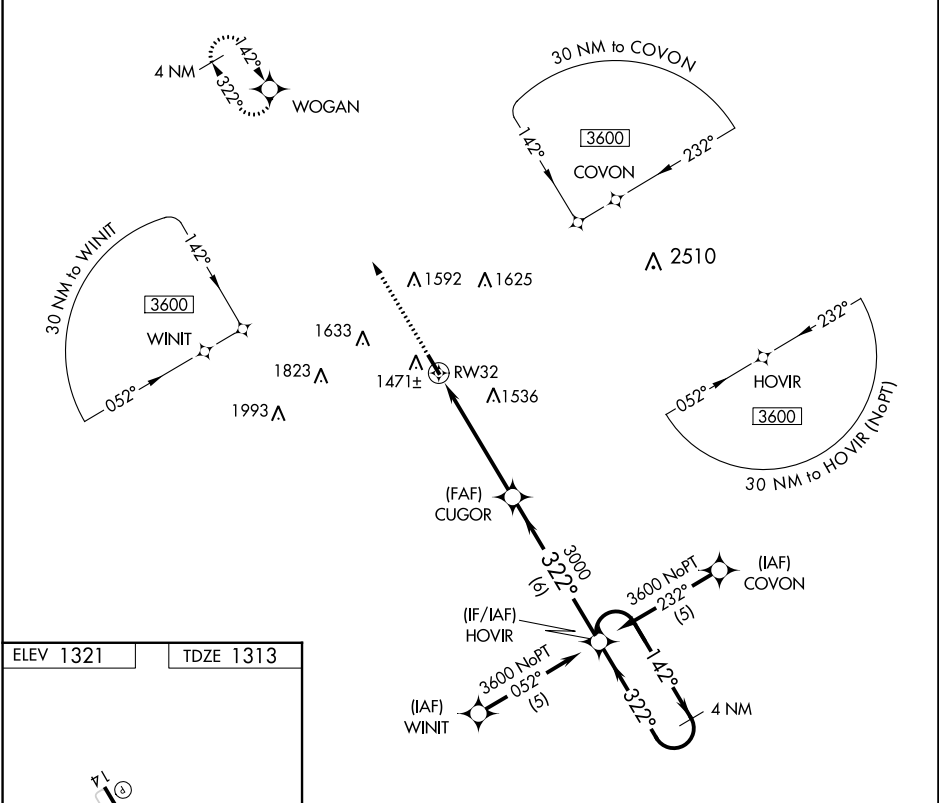 4 NM
142°
322°
WOGAN
30 NM to COVON
142°
3600
232°
COVON
30 NM to WINIT
142°
3600
WINIT
052°
2510
1592
1625
1633
1823
1471±
RW32
1993
1536
232°
052°
HOVIR
3600
30 NM to HOVIR (NoPT)
(FAF)
CUGOR
3000
322°
(6)
(IAF)
COVON
3600 NoPT
232°
(5)
(IF/IAF)
HOVIR
3600 NoPT
052°
(5)
(IAF)
WINIT
142°
322°
4 NM
ELEV 1321
TDZE 1313
14
P